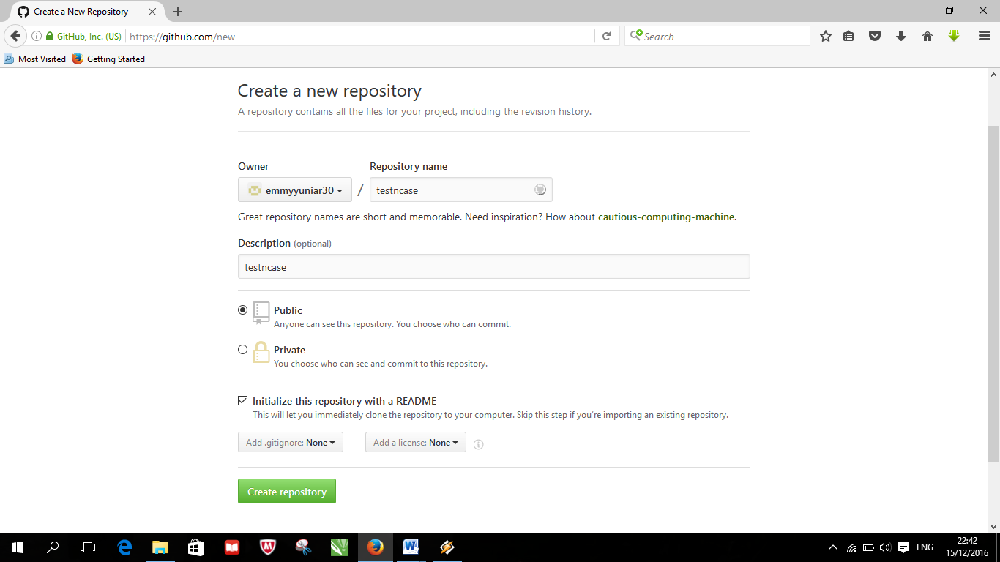 Create a New Repository
GitHub, Inc. (US) https://github.com/new Search
Most Visited Getting Started
Create a new repository
A repository contains all the files for your project, including the revision history.
Owner Repository name
emmyyuniar30 / testncase
Great repository names are short and memorable. Need inspiration? How about cautious-computing-machine.
Description (optional)
testncase
Public
Anyone can see this repository. You choose who can commit.
Private
You choose who can see and commit to this repository.
Initialize this repository with a README
This will let you immediately clone the repository to your computer. Skip this step if you're importing an existing repository.
Add .gitignore: None Add a license: None
Create repository
ENG 22:42
15/12/2016